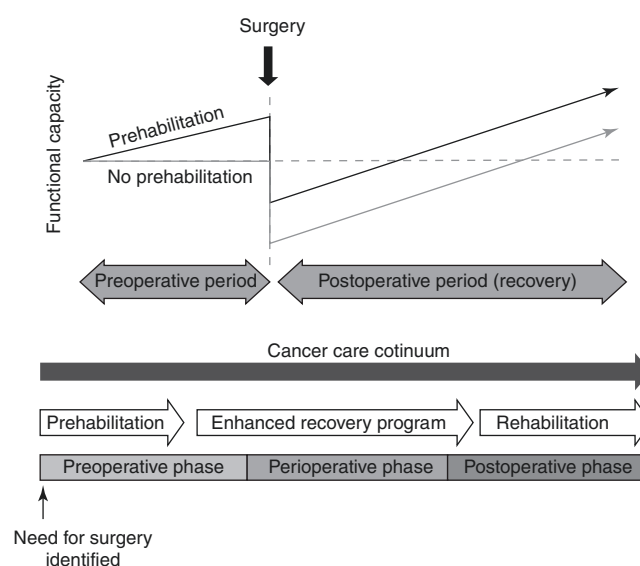 Surgery
Functional capacity
Prehabilitation
No prehabilitation
Preoperative period
Postoperative period (recovery)
Cancer care cotinuum
Prehabilitation
Enhanced recovery program
Rehabilitation
Preoperative phase
Perioperative phase
Postoperative phase
Need for surgery
identified